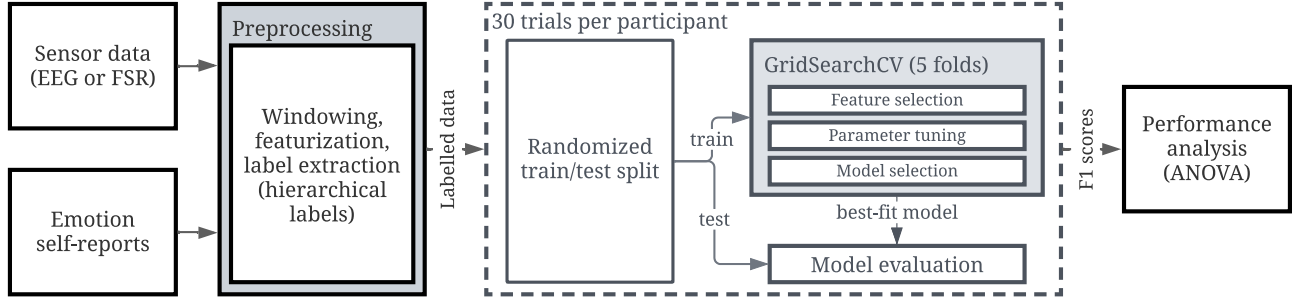 Sensor data
(EEG or FSR)
Emotion
self-reports
Preprocessing
Windowing,
featurization,
label extraction
(hierarchical
labels)
Labelled data
30 trials per participant
Randomized
train/test split
train
test
GridSearchCV (5 folds)
Feature selection
Parameter tuning
Model selection
best-fit model
Model evaluation
F1 scores
Performance
analysis
(ANOVA)